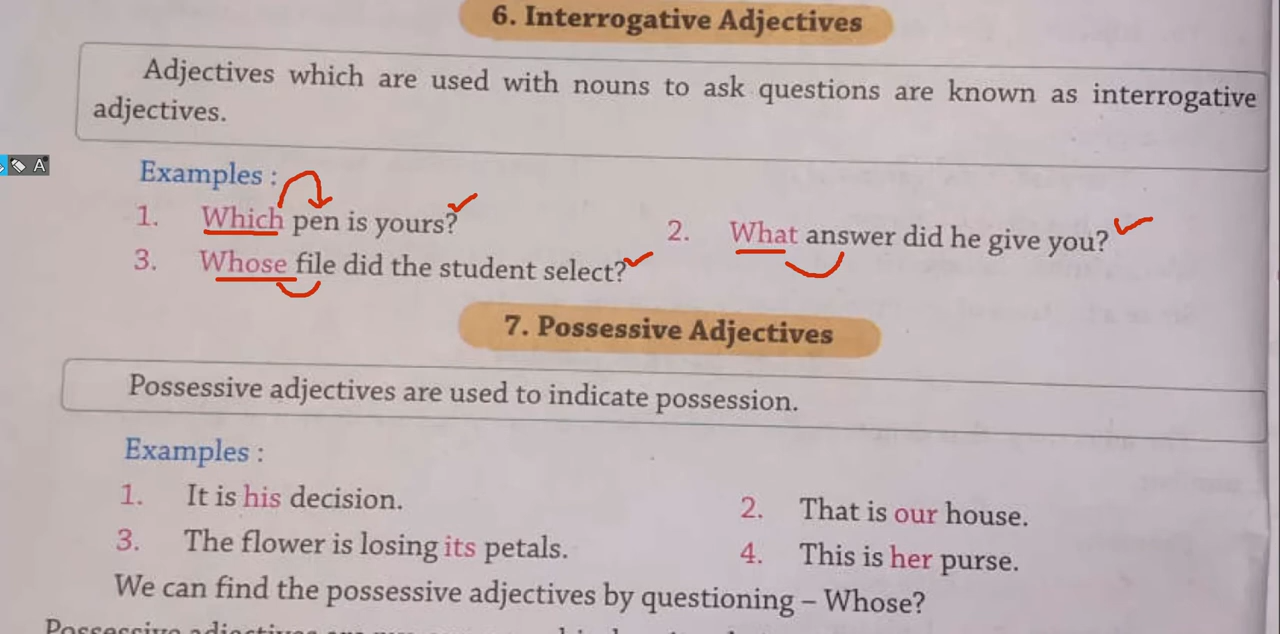 6. Interrogative Adjectives
Adjectives which are used with nouns to ask questions are known as interrogative
adjectives.
A
Examples :
1. Which pen is yours?
2. What answer did he give you?
3. Whose file did the student select?
7. Possessive Adjectives
Possessive adjectives are used to indicate possession.
Examples :
1. It is his decision.
2. That is our house.
3. The flower is losing its petals.
4. This is her purse.
We can find the possessive adjectives by questioning – Whose?
Possessive